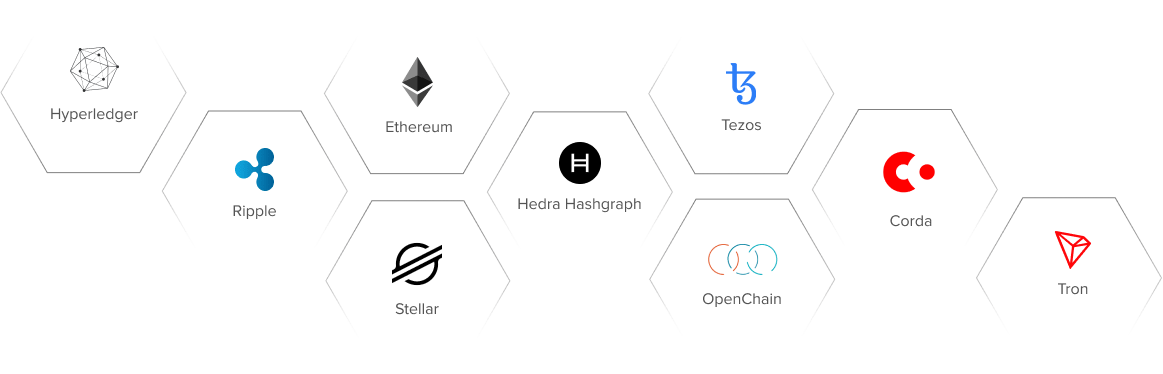 Hyperledger
Ripple
Ethereum
Stellar
Hedra Hashgraph
Tezos
OpenChain
Corda
Tron